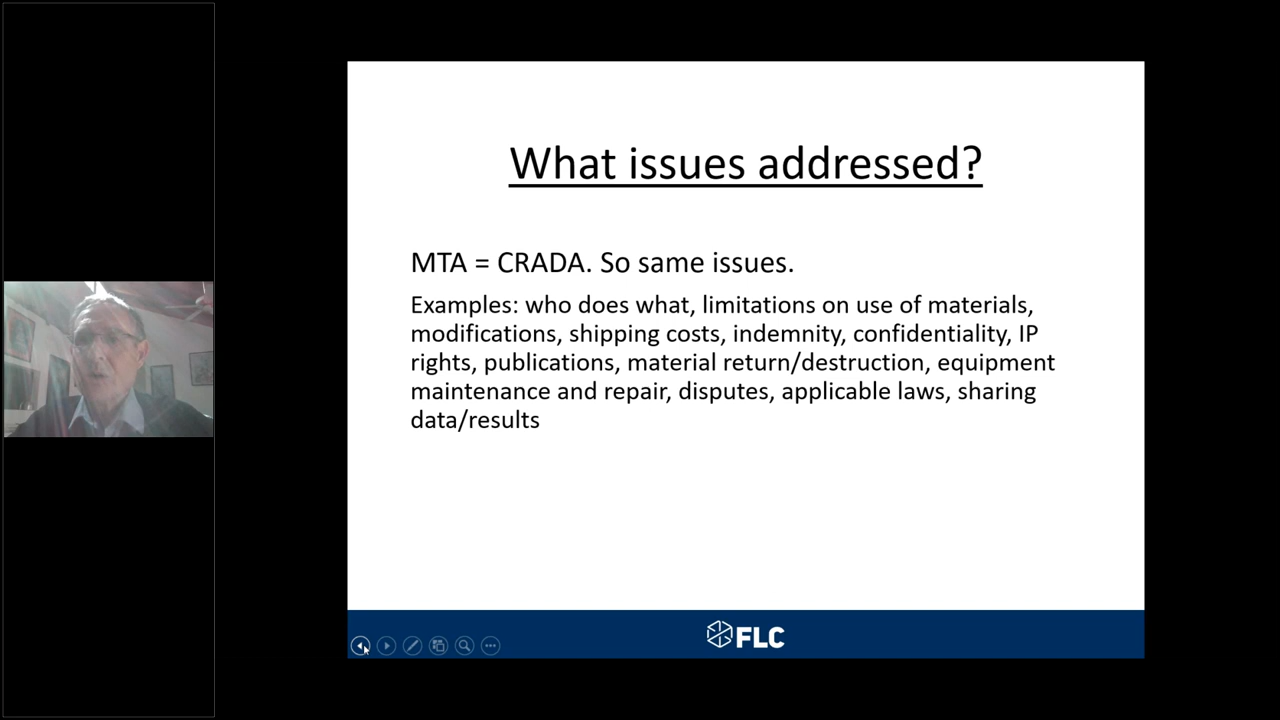 What issues addressed?
MTA = CRADA. So same issues.
Examples: who does what, limitations on use of materials,
modifications, shipping costs, indemnity, confidentiality, IP
rights, publications, material return/destruction, equipment
maintenance and repair, disputes, applicable laws, sharing
data/results
FLC